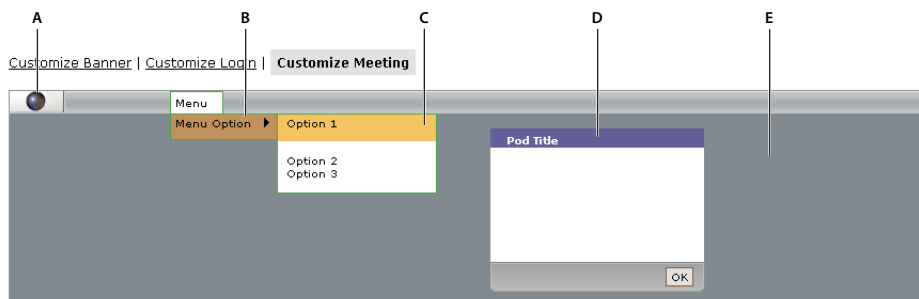 A B C D E
Customize Banner | Customize Login | Customize Meeting
Menu
Menu Option Option 1
Pod Title
Option 2
Option 3
OK